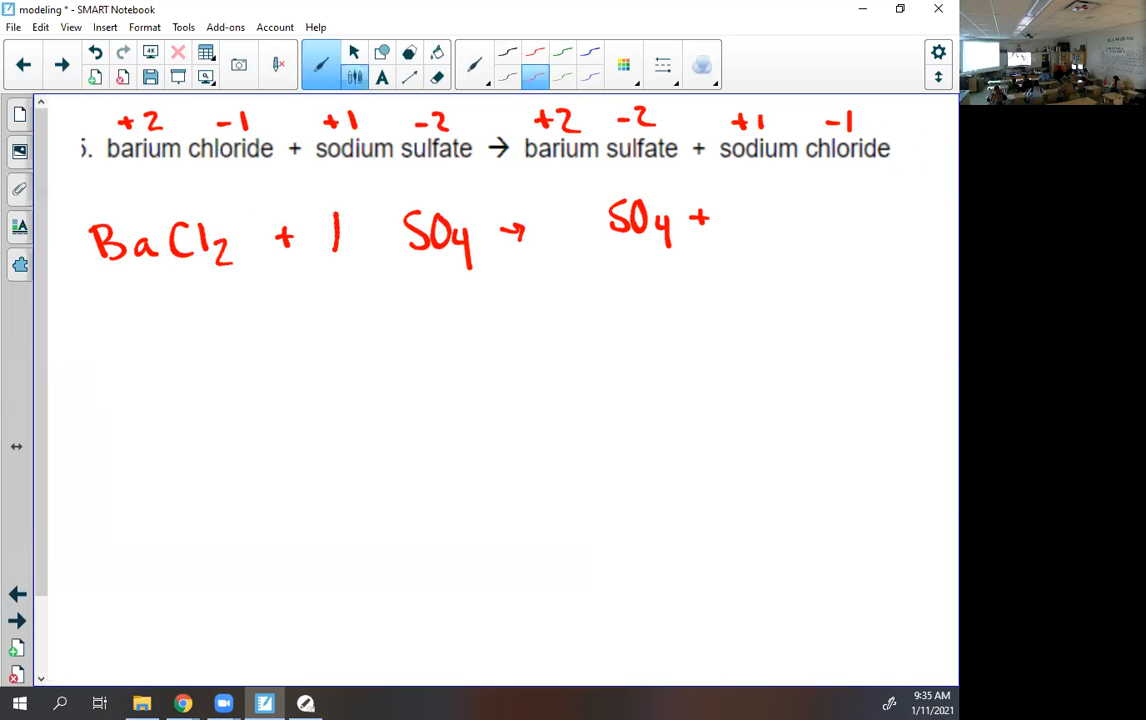 modeling * - SMART Notebook
File Edit View Insert Format Tools Add-ons Account Help
+2 -1 +1 -2 +2 -2 +1 -1
5. barium chloride + sodium sulfate → barium sulfate + sodium chloride
BaCl2 + 1 SO4 → SO4 +
9:35 AM
1/11/2021